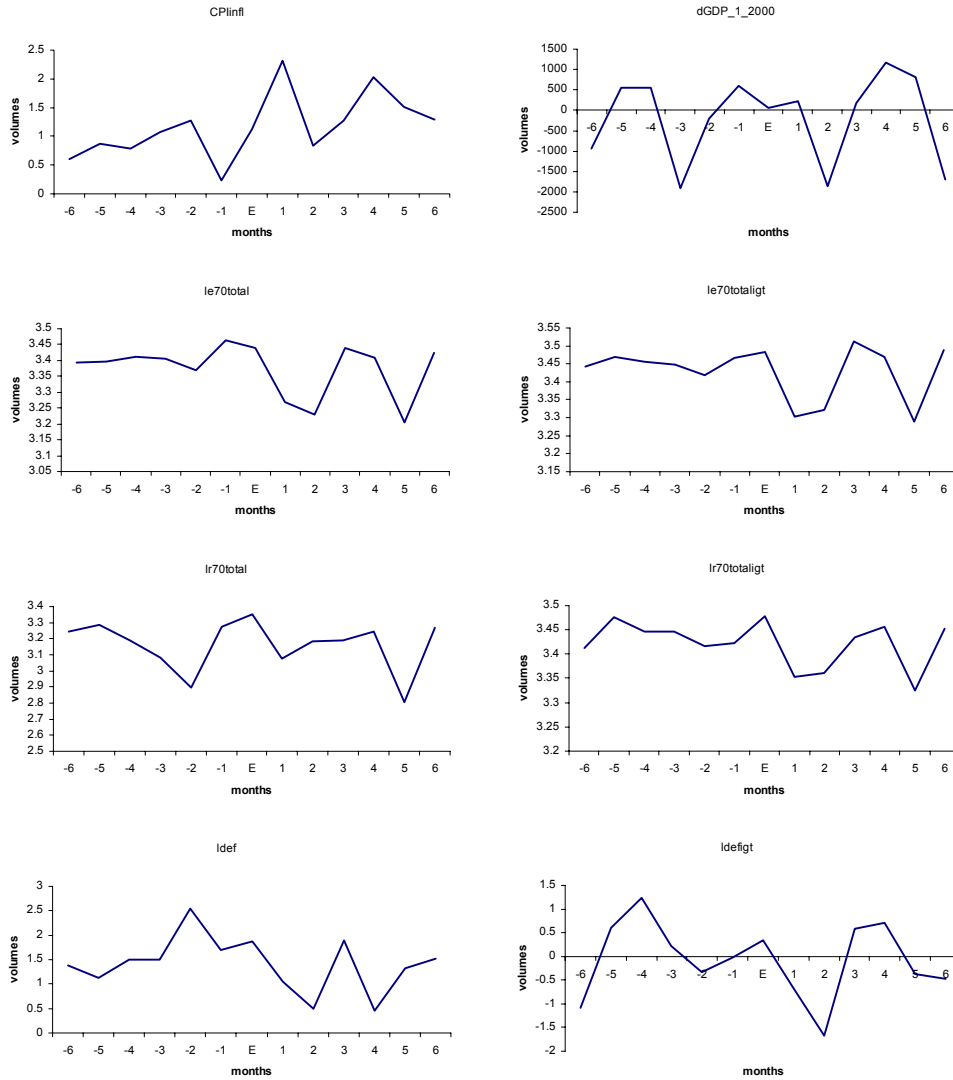 CPIinfl
2.5
2
1.5
1
0.5
0
volumes
-6 -5 -4 -3 -2 -1 E 1 2 3 4 5 6
months
dGDP_1_2000
1500
1000
500
0
-500
-1000
-1500
-2000
-2500
volumes
-6 -5 -4 -3 -2 -1 E 1 2 3 4 5 6
months
le70total
3.5
3.45
3.4
3.35
3.3
3.25
3.2
3.15
3.1
3.05
volumes
-6 -5 -4 -3 -2 -1 E 1 2 3 4 5 6
months
le70totaligt
3.55
3.5
3.45
3.4
3.35
3.3
3.25
3.2
3.15
volumes
-6 -5 -4 -3 -2 -1 E 1 2 3 4 5 6
months
lr70total
3.4
3.3
3.2
3.1
3
2.9
2.8
2.7
2.6
2.5
volumes
-6 -5 -4 -3 -2 -1 E 1 2 3 4 5 6
months
lr70totaligt
3.5
3.45
3.4
3.35
3.3
3.25
3.2
volumes
-6 -5 -4 -3 -2 -1 E 1 2 3 4 5 6
months
ldef
3
2.5
2
1.5
1
0.5
0
volumes
-6 -5 -4 -3 -2 -1 E 1 2 3 4 5 6
months
ldefigt
1.5
1
0.5
0
-0.5
-1
-1.5
-2
volumes
-6 -5 -4 -3 -2 -1 E 1 2 3 4 5 6
months